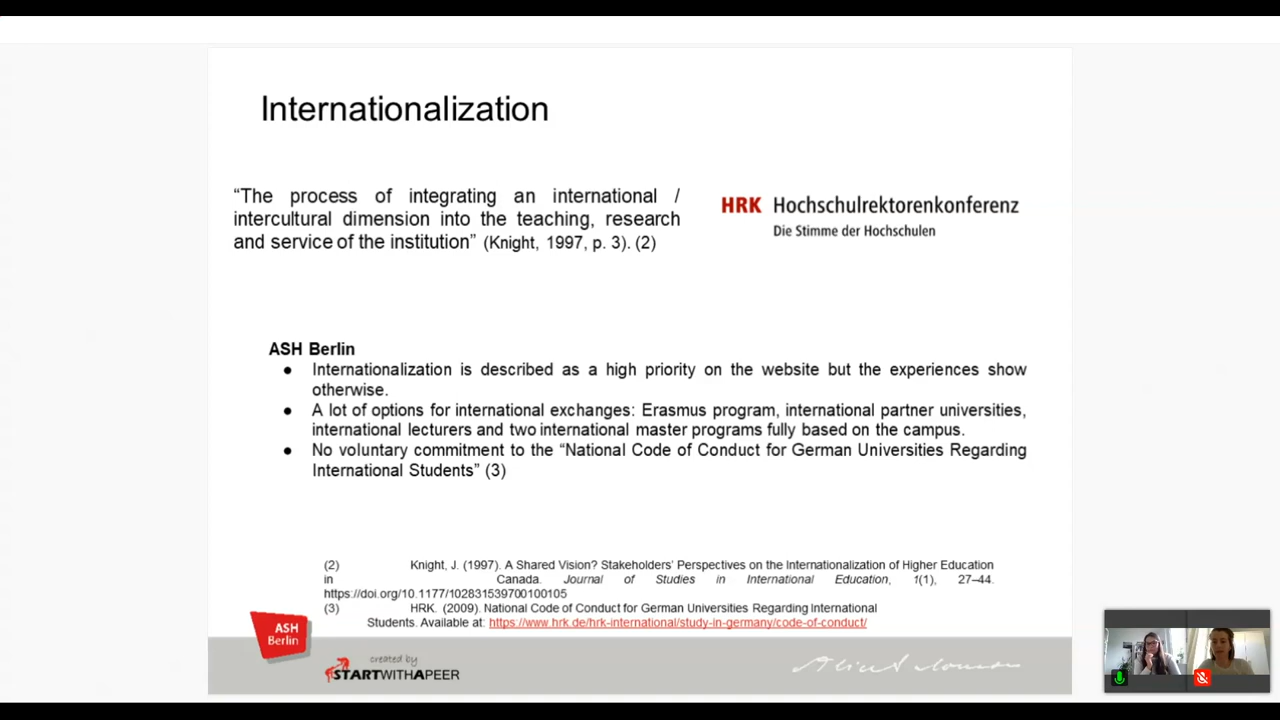 Internationalization
“The process of integrating an international /
intercultural dimension into the teaching, research
and service of the institution” (Knight, 1997, p. 3). (2)
HRK Hochschulrektorenkonferenz
Die Stimme der Hochschulen
ASH Berlin
● Internationalization is described as a high priority on the website but the experiences show
otherwise.
● A lot of options for international exchanges: Erasmus program, international partner universities,
international lecturers and two international master programs fully based on the campus.
● No voluntary commitment to the “National Code of Conduct for German Universities Regarding
International Students” (3)
(2) Knight, J. (1997). A Shared Vision? Stakeholders’ Perspectives on the Internationalization of Higher Education
in Canada. Journal of Studies in International Education, 1(1), 27–44.
https://doi.org/10.1177/102831539700100105
(3) HRK. (2009). National Code of Conduct for German Universities Regarding International
Students. Available at: https://www.hrk.de/hrk-international/study-in-germany/code-of-conduct/
ASH
Berlin
created by
STARTWITHAPEER
Alice Salomon